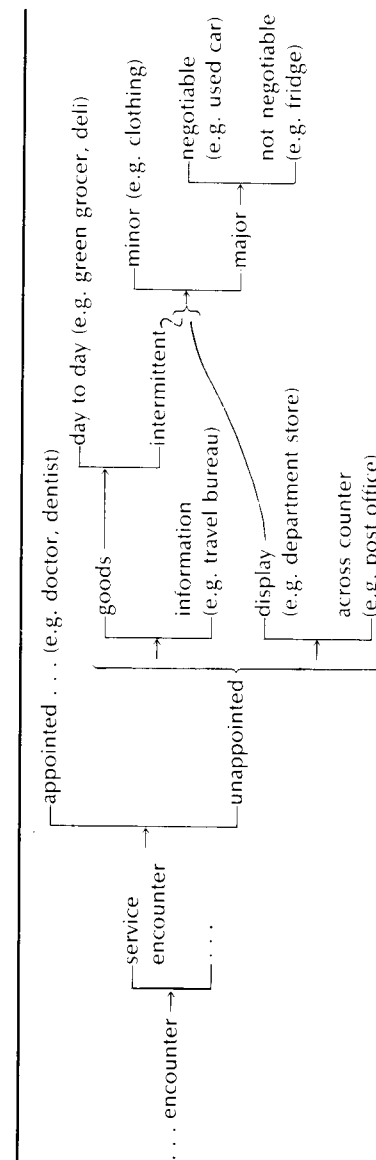 . . . encounter
service
encounter
. . .
appointed . . . (e.g. doctor, dentist)
unappointed
goods
information
(e.g. travel bureau)
display
(e.g. department store)
across counter
(e.g. post office)
day to day (e.g. green grocer, deli)
intermittent
minor (e.g. clothing)
major
negotiable
(e.g. used car)
not negotiable
(e.g. fridge)